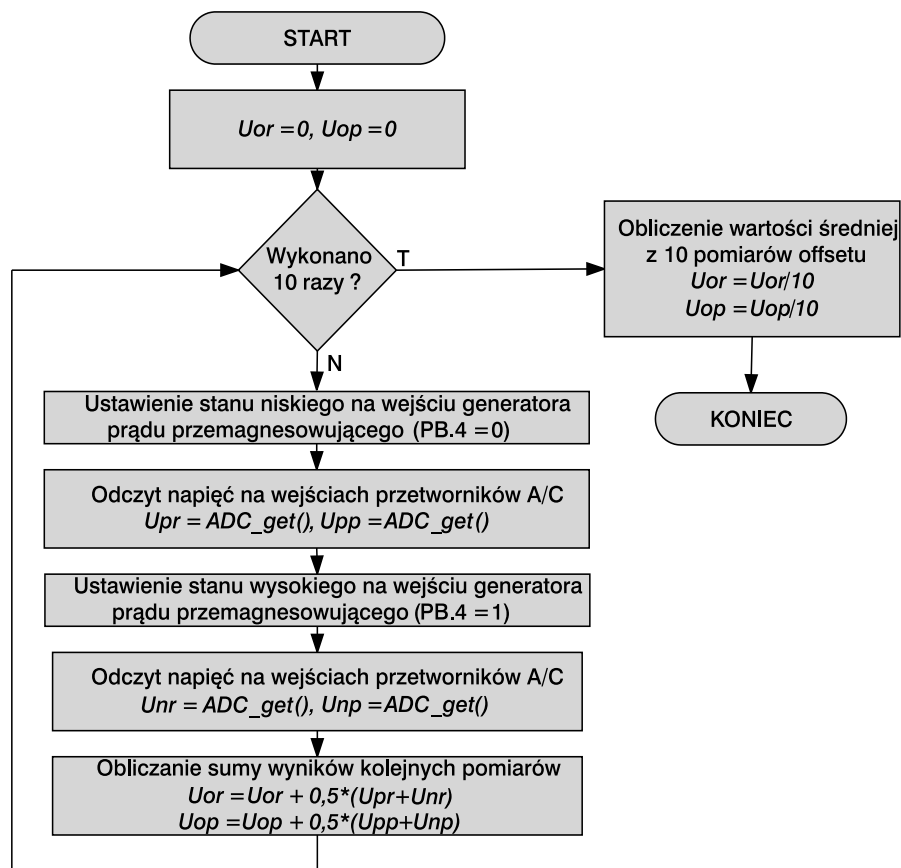 START
Uor =0, Uop =0
Wykonano
10 razy ?
T
N
Obliczenie wartości średniej
z 10 pomiarów offsetu
Uor =Uor/10
Uop =Uop/10
KONIEC
Ustawienie stanu niskiego na wejściu generatora
prądu przemagnesowującego (PB.4 =0)
Odczyt napięć na wejściach przetworników A/C
Upr = ADC_get(), Upp =ADC_get()
Ustawienie stanu wysokiego na wejściu generatora
prądu przemagnesowującego (PB.4 =1)
Odczyt napięć na wejściach przetworników A/C
Unr = ADC_get(), Unp =ADC_get()
Obliczanie sumy wyników kolejnych pomiarów
Uor =Uor + 0,5*(Upr+Unr)
Uop =Uop + 0,5*(Upp+Unp)